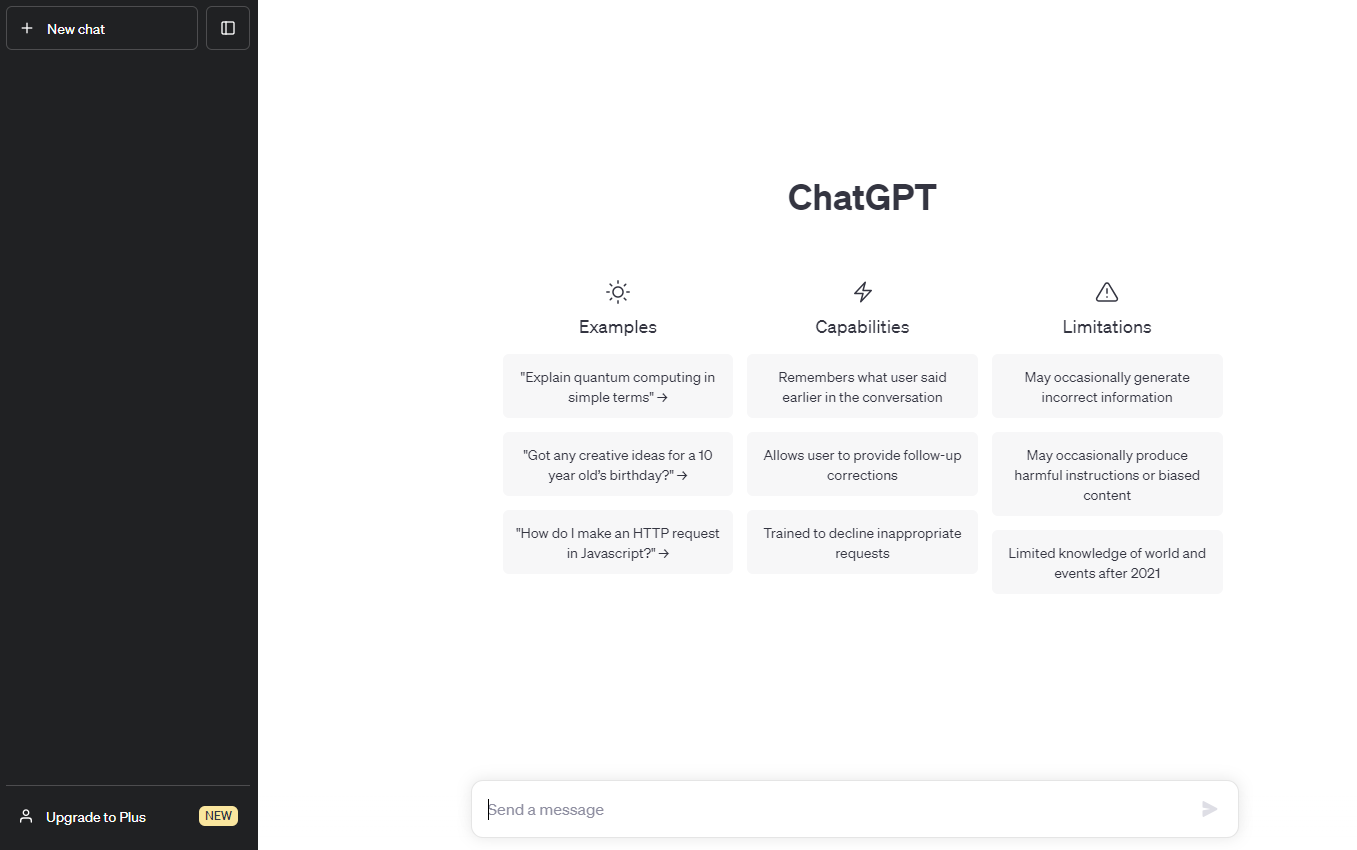 New chat
ChatGPT
Examples
"Explain quantum computing in
simple terms" →
"Got any creative ideas for a 10
year old's birthday?" →
"How do I make an HTTP request
in Javascript?" →
Capabilities
Remembers what user said
earlier in the conversation
Allows user to provide follow-up
corrections
Trained to decline inappropriate
requests
Limitations
May occasionally generate
incorrect information
May occasionally produce
harmful instructions or biased
content
Limited knowledge of world and
events after 2021
Send a message
Upgrade to Plus NEW